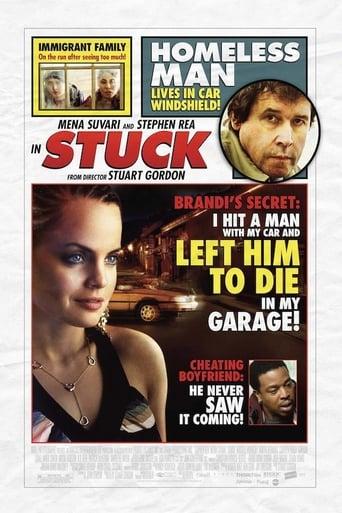 IMMIGRANT FAMILY
On the run after seeing too much!
HOMELESS
MAN
LIVES IN CAR
WINDSHIELD!
MENA SUVARI AND STEPHEN REA
IN STUCK
FROM DIRECTOR STUART GORDON
BRANDI'S SECRET:
I HIT A MAN
WITH MY CAR AND
LEFT HIM
TO DIE
IN MY
GARAGE!
CHEATING
BOYFRIEND:
HE NEVER
SAW
IT COMING!